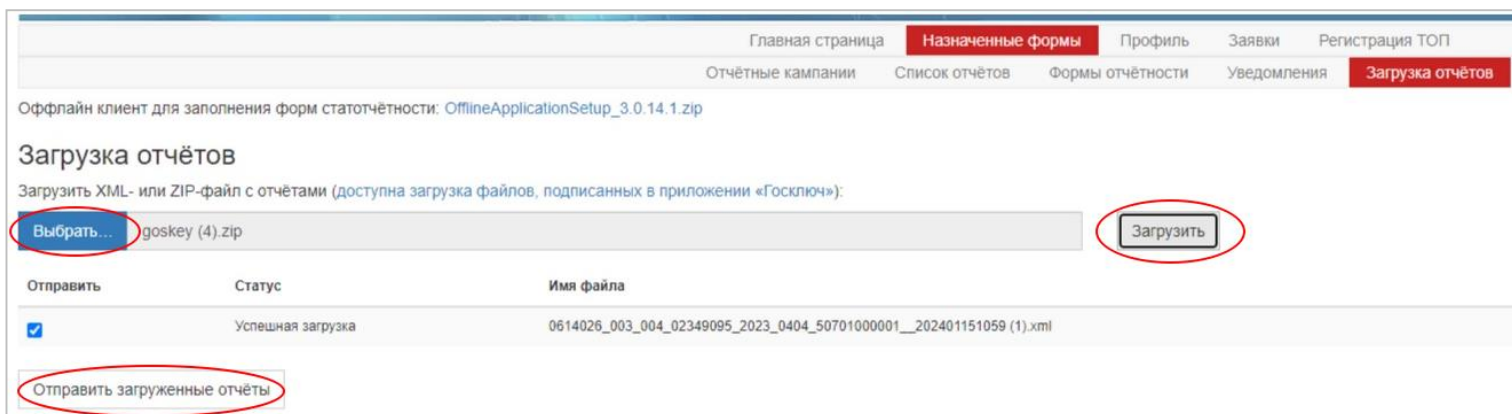 Главная страница Назначенные формы Профиль Заявки Регистрация ТОП
Отчётные кампании Список отчётов Формы отчётности Уведомления Загрузка отчётов
Оффлайн клиент для заполнения форм статотчётности: OfflineApplicationSetup_3.0.14.1.zip
Загрузка отчётов
Загрузить XML- или ZIP-файл с отчётами (доступна загрузка файлов, подписанных в приложении «Госключ»):
Выбрать... goskey (4).zip Загрузить
Отправить Статус Имя файла
Успешная загрузка 0614026_003_004_02349095_2023_0404_50701000001__202401151059 (1).xml
Отправить загруженные отчёты